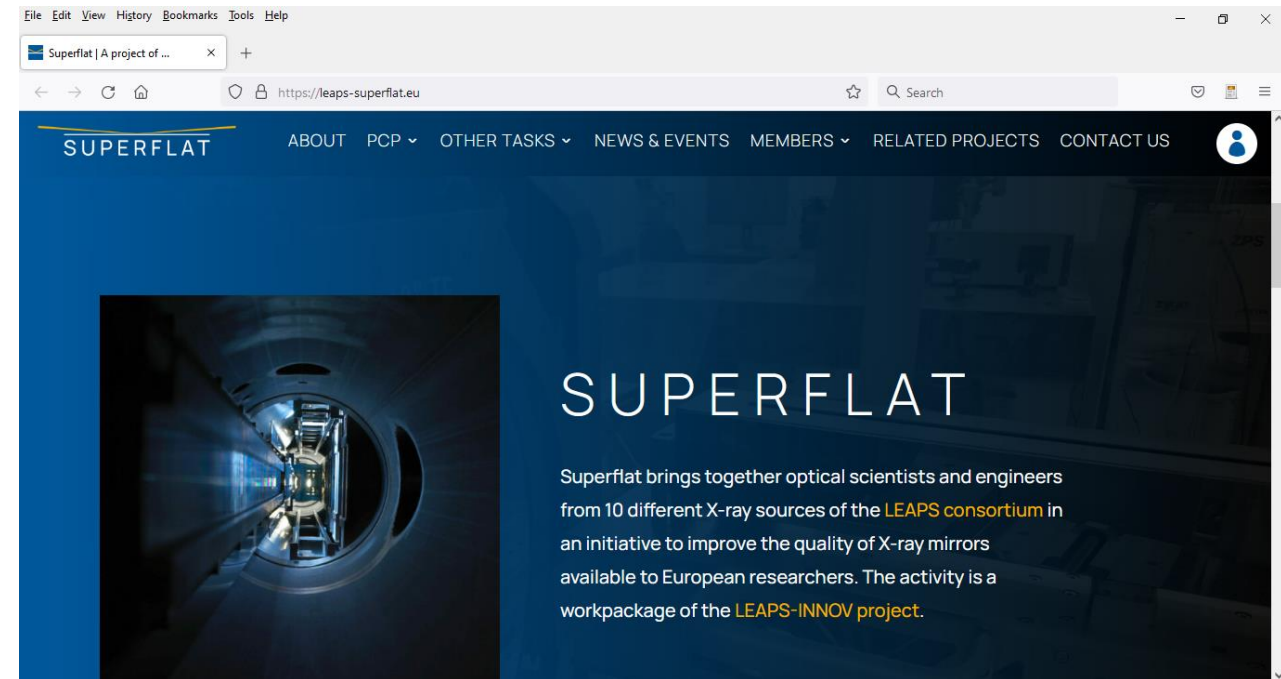 File Edit View History Bookmarks Tools Help
Superflat | A project of ...
https://leaps-superflat.eu
Search
SUPERFLAT
ABOUT PCP OTHER TASKS NEWS & EVENTS MEMBERS RELATED PROJECTS CONTACT US
SUPERFLAT
Superflat brings together optical scientists and engineers
from 10 different X-ray sources of the LEAPS consortium in
an initiative to improve the quality of X-ray mirrors
available to European researchers. The activity is a
workpackage of the LEAPS-INNOV project.